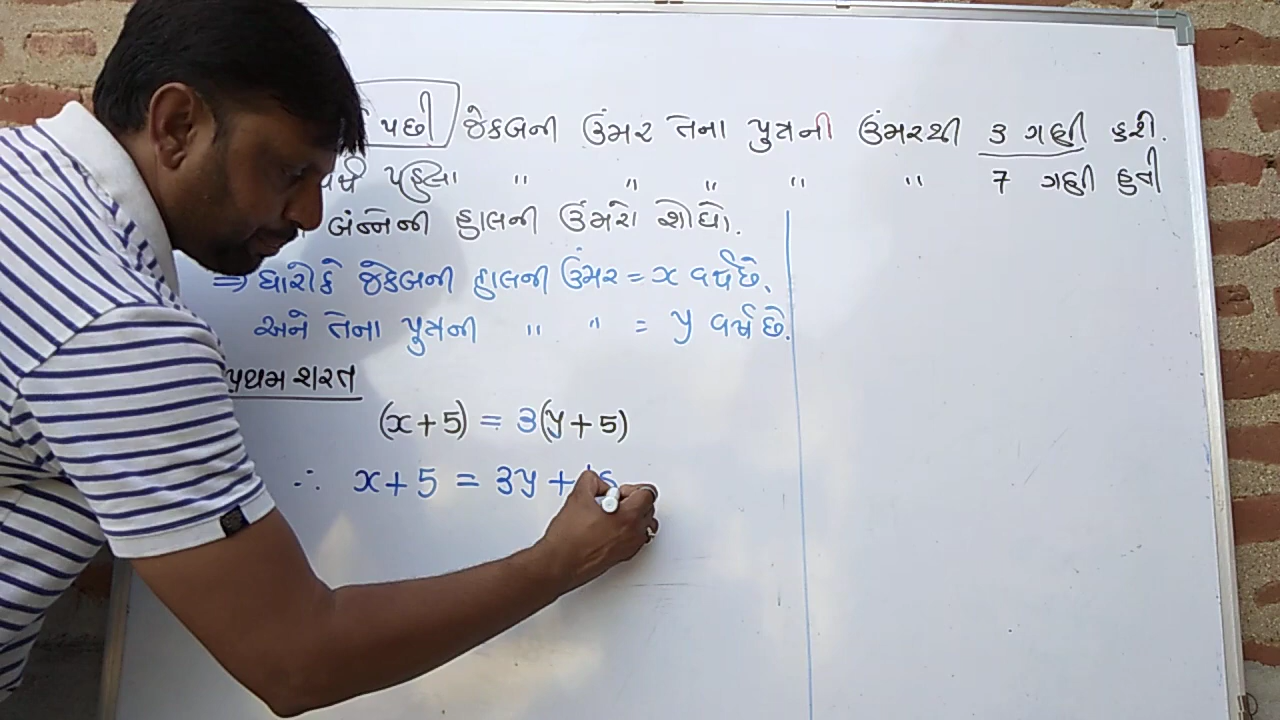 પછી જેકબની ઉંમર તેના પુત્રની ઉંમરથી 3 ગણી હશે.
પહેલા " " " " " 7 ગણી હતી
બંન્નેની હાલની ઉંમરો શોધો.
⇒ ધારોકે જેકબની હાલની ઉંમર = x વર્ષ છે.
અને તેના પુત્રની " " = y વર્ષ છે.
પ્રથમ શરત
(x + 5) = 3(y + 5)
∴ x + 5 = 3y + 15